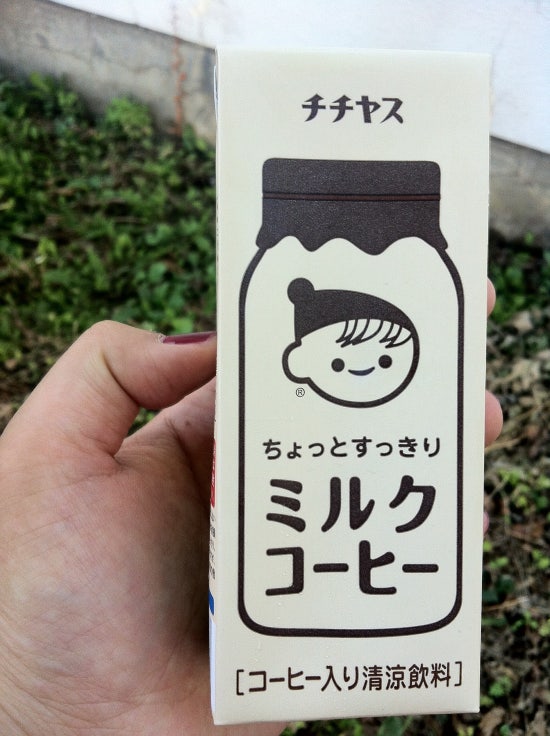 チチヤス
®
ちょっとすっきり
ミルク
コーヒー
[コーヒー入り清涼飲料]